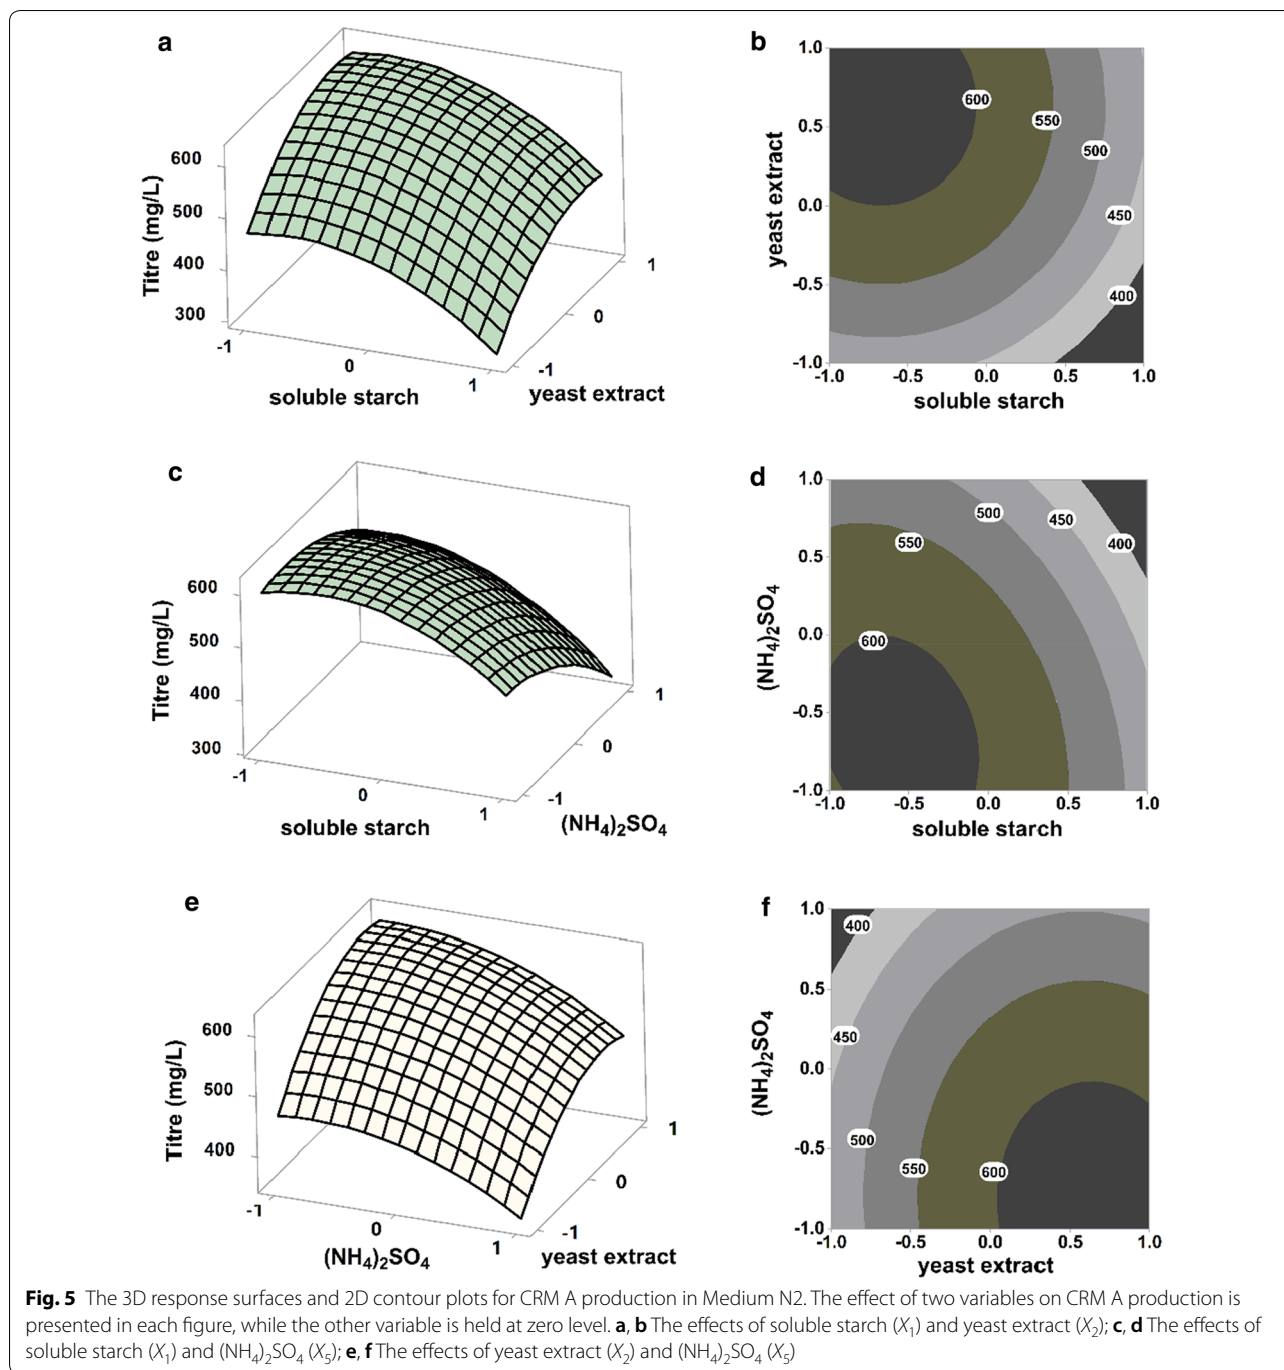 a
600
500
400
300
Titre (mg/L)
-1
0
1
soluble starch
-1
0
1
yeast extract
b
1.0
0.5
0.0
-0.5
-1.0
yeast extract
600
550
500
450
400
-1.0 -0.5 0.0 0.5 1.0
soluble starch
c
600
500
400
300
Titre (mg/L)
-1
0
1
soluble starch
-1
0
1
(NH4)2SO4
d
1.0
0.5
0.0
-0.5
-1.0
(NH4)2SO4
500
450
400
550
600
-1.0 -0.5 0.0 0.5 1.0
soluble starch
e
600
500
400
Titre (mg/L)
-1
0
1
(NH4)2SO4
-1
0
1
yeast extract
f
1.0
0.5
0.0
-0.5
-1.0
(NH4)2SO4
400
450
500
550
600
-1.0 -0.5 0.0 0.5 1.0
yeast extract
Fig. 5 The 3D response surfaces and 2D contour plots for CRM A production in Medium N2. The effect of two variables on CRM A production is
presented in each figure, while the other variable is held at zero level. a, b The effects of soluble starch (X1) and yeast extract (X2); c, d The effects of
soluble starch (X1) and (NH4)2SO4 (X5); e, f The effects of yeast extract (X2) and (NH4)2SO4 (X5)